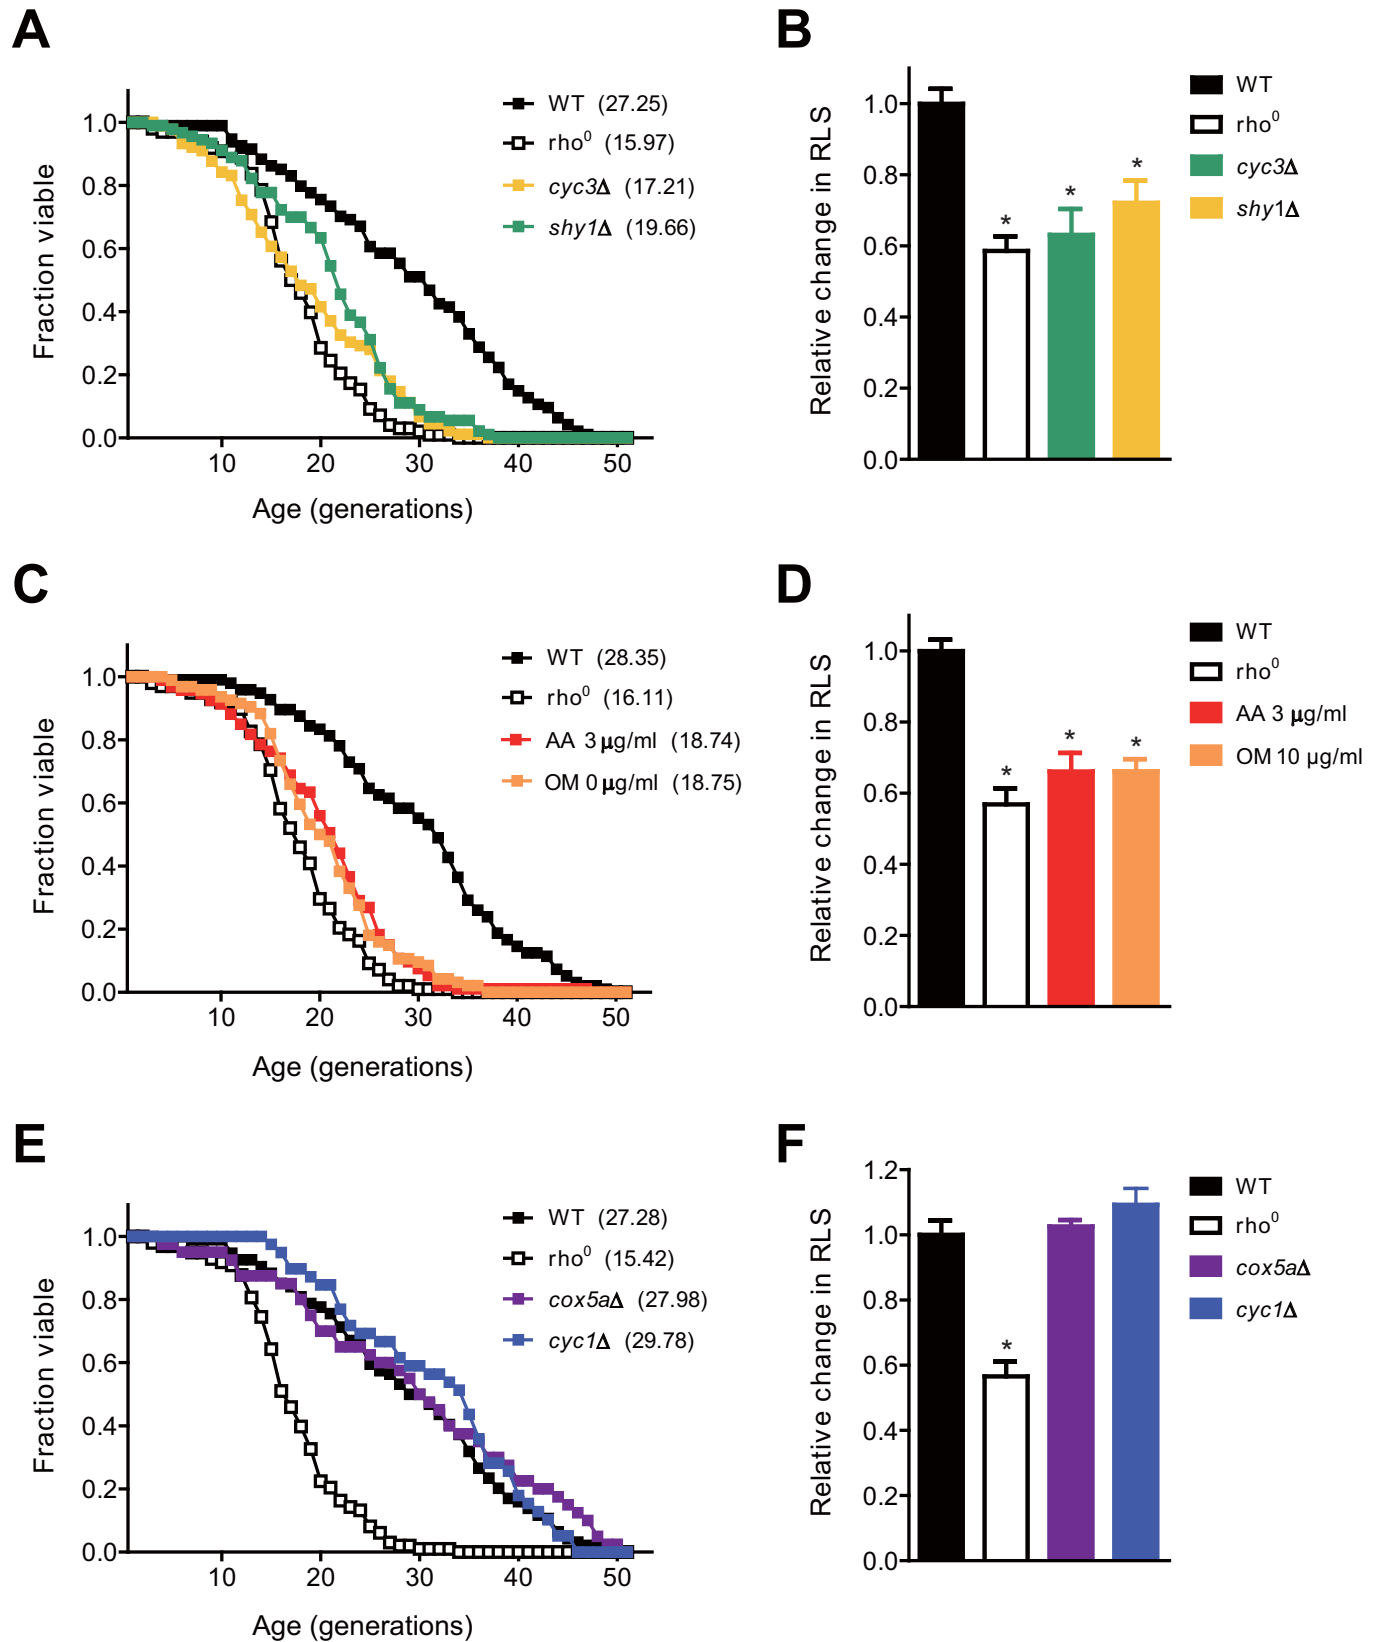 A
WT (27.25)
rho⁰ (15.97)
cyc3Δ (17.21)
shy1Δ (19.66)
Fraction viable
1.0
0.8
0.6
0.4
0.2
0.0
10 20 30 40 50
Age (generations)
B
WT
rho⁰
cyc3Δ
shy1Δ
Relative change in RLS
1.0
0.8
0.6
0.4
0.2
0.0
* * *
C
WT (28.35)
rho⁰ (16.11)
AA 3 µg/ml (18.74)
OM 0 µg/ml (18.75)
Fraction viable
1.0
0.8
0.6
0.4
0.2
0.0
10 20 30 40 50
Age (generations)
D
WT
rho⁰
AA 3 µg/ml
OM 10 µg/ml
Relative change in RLS
1.0
0.8
0.6
0.4
0.2
0.0
* * *
E
WT (27.28)
rho⁰ (15.42)
cox5aΔ (27.98)
cyc1Δ (29.78)
Fraction viable
1.0
0.8
0.6
0.4
0.2
0.0
10 20 30 40 50
Age (generations)
F
WT
rho⁰
cox5aΔ
cyc1Δ
Relative change in RLS
1.2
1.0
0.8
0.6
0.4
0.2
0.0
*